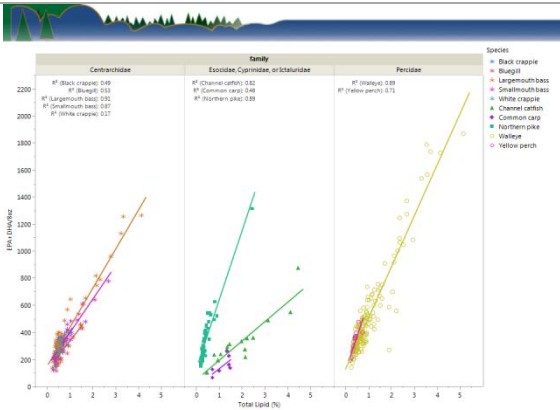 family
Centrarchidae
Esocidae, Cyprinidae, or Ictaluridae
Percidae
R² (Black crappie): 0.49
R² (Bluegill): 0.53
R² (Largemouth bass): 0.91
R² (Smallmouth bass): 0.87
R² (White crappie): 0.17
R² (Channel catfish): 0.82
R² (Common carp): 0.48
R² (Northern pike): 0.89
R² (Walleye): 0.89
R² (Yellow perch): 0.71
Species
Black crappie
Bluegill
Largemouth bass
Smallmouth bass
White crappie
Channel catfish
Common carp
Northern pike
Walleye
Yellow perch
EPA+DHA/8oz
2200
2000
1800
1600
1400
1200
1000
800
600
400
200
0
0 1 2 3 4 5
0 1 2 3 4 5
0 1 2 3 4 5
Total Lipid (%)